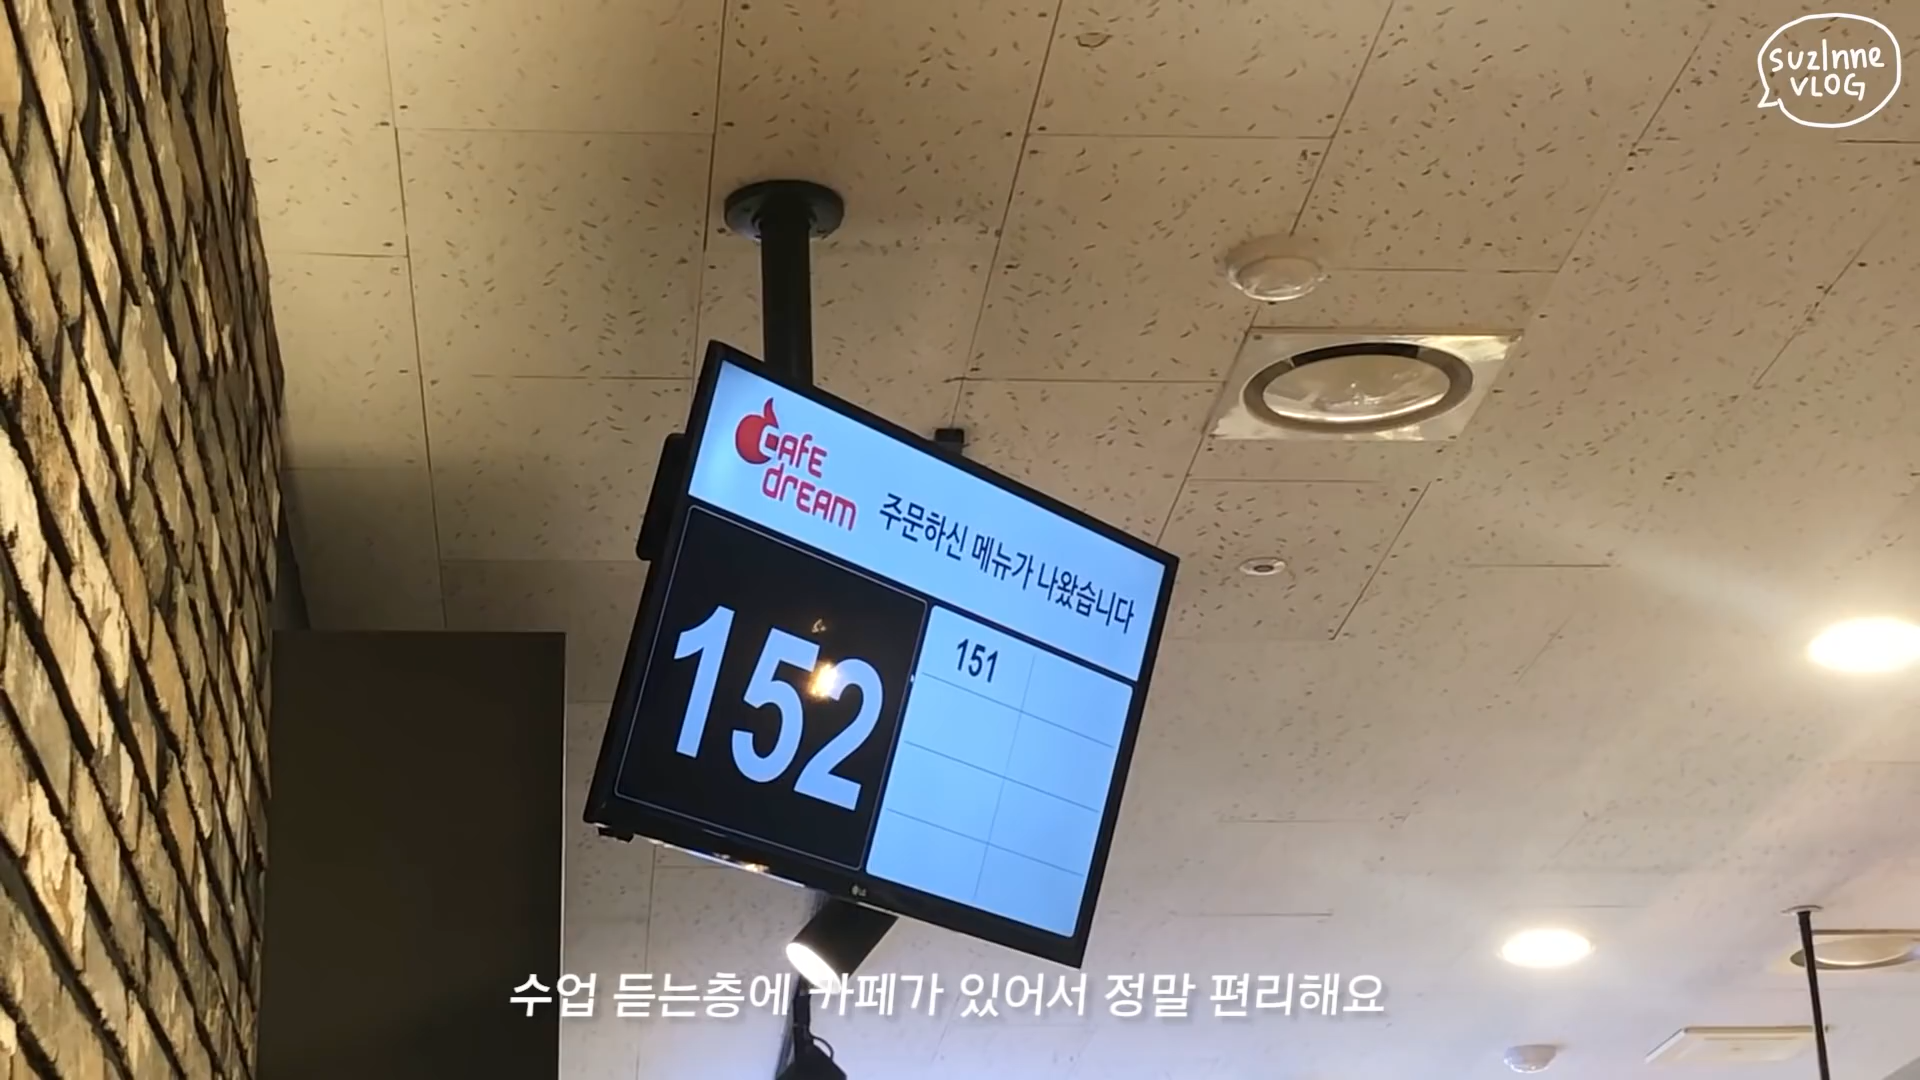 suzInne
VLOG
CAFE
drEAM
주문하신 메뉴가 나왔습니다
152
151
LG
수업 듣는층에 카페가 있어서 정말 편리해요